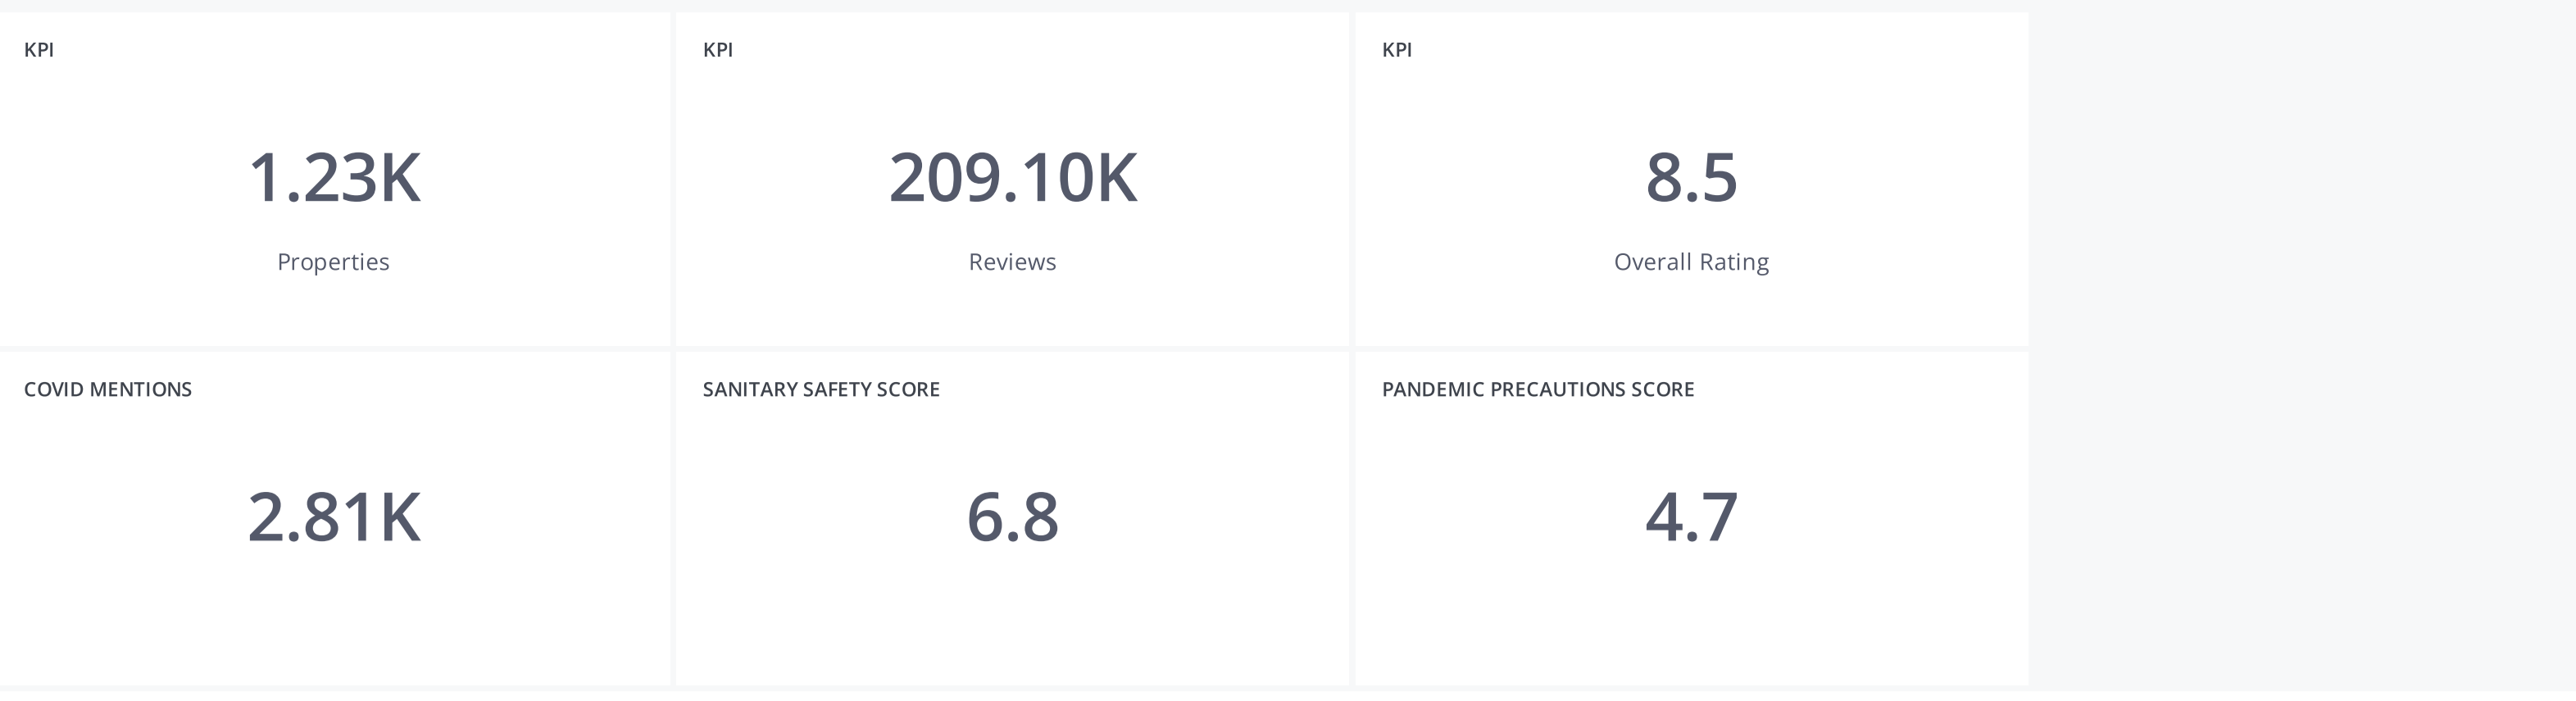 KPI
1.23K
Properties
KPI
209.10K
Reviews
KPI
8.5
Overall Rating
COVID MENTIONS
2.81K
SANITARY SAFETY SCORE
6.8
PANDEMIC PRECAUTIONS SCORE
4.7